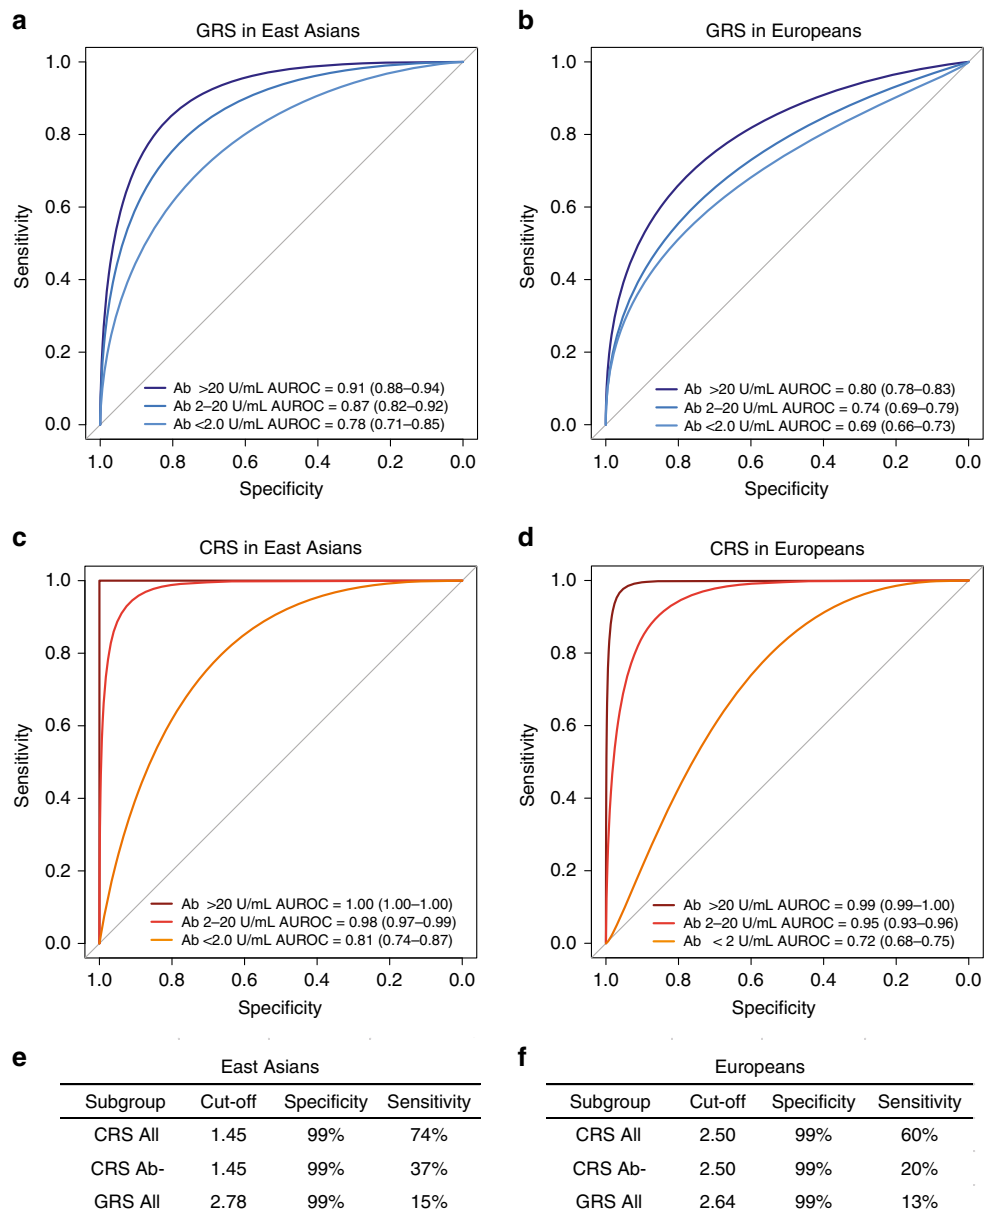 a
GRS in East Asians
1.0
0.8
0.6
0.4
0.2
0.0
Sensitivity
Ab >20 U/mL AUROC = 0.91 (0.88–0.94)
Ab 2–20 U/mL AUROC = 0.87 (0.82–0.92)
Ab <2.0 U/mL AUROC = 0.78 (0.71–0.85)
1.0 0.8 0.6 0.4 0.2 0.0
Specificity
b
GRS in Europeans
1.0
0.8
0.6
0.4
0.2
0.0
Sensitivity
Ab >20 U/mL AUROC = 0.80 (0.78–0.83)
Ab 2–20 U/mL AUROC = 0.74 (0.69–0.79)
Ab <2.0 U/mL AUROC = 0.69 (0.66–0.73)
1.0 0.8 0.6 0.4 0.2 0.0
Specificity
c
CRS in East Asians
1.0
0.8
0.6
0.4
0.2
0.0
Sensitivity
Ab >20 U/mL AUROC = 1.00 (1.00–1.00)
Ab 2–20 U/mL AUROC = 0.98 (0.97–0.99)
Ab <2.0 U/mL AUROC = 0.81 (0.74–0.87)
1.0 0.8 0.6 0.4 0.2 0.0
Specificity
d
CRS in Europeans
1.0
0.8
0.6
0.4
0.2
0.0
Sensitivity
Ab >20 U/mL AUROC = 0.99 (0.99–1.00)
Ab 2–20 U/mL AUROC = 0.95 (0.93–0.96)
Ab < 2 U/mL AUROC = 0.72 (0.68–0.75)
1.0 0.8 0.6 0.4 0.2 0.0
Specificity
e
East Asians
Subgroup Cut-off Specificity Sensitivity
CRS All 1.45 99% 74%
CRS Ab- 1.45 99% 37%
GRS All 2.78 99% 15%
f
Europeans
Subgroup Cut-off Specificity Sensitivity
CRS All 2.50 99% 60%
CRS Ab- 2.50 99% 20%
GRS All 2.64 99% 13%